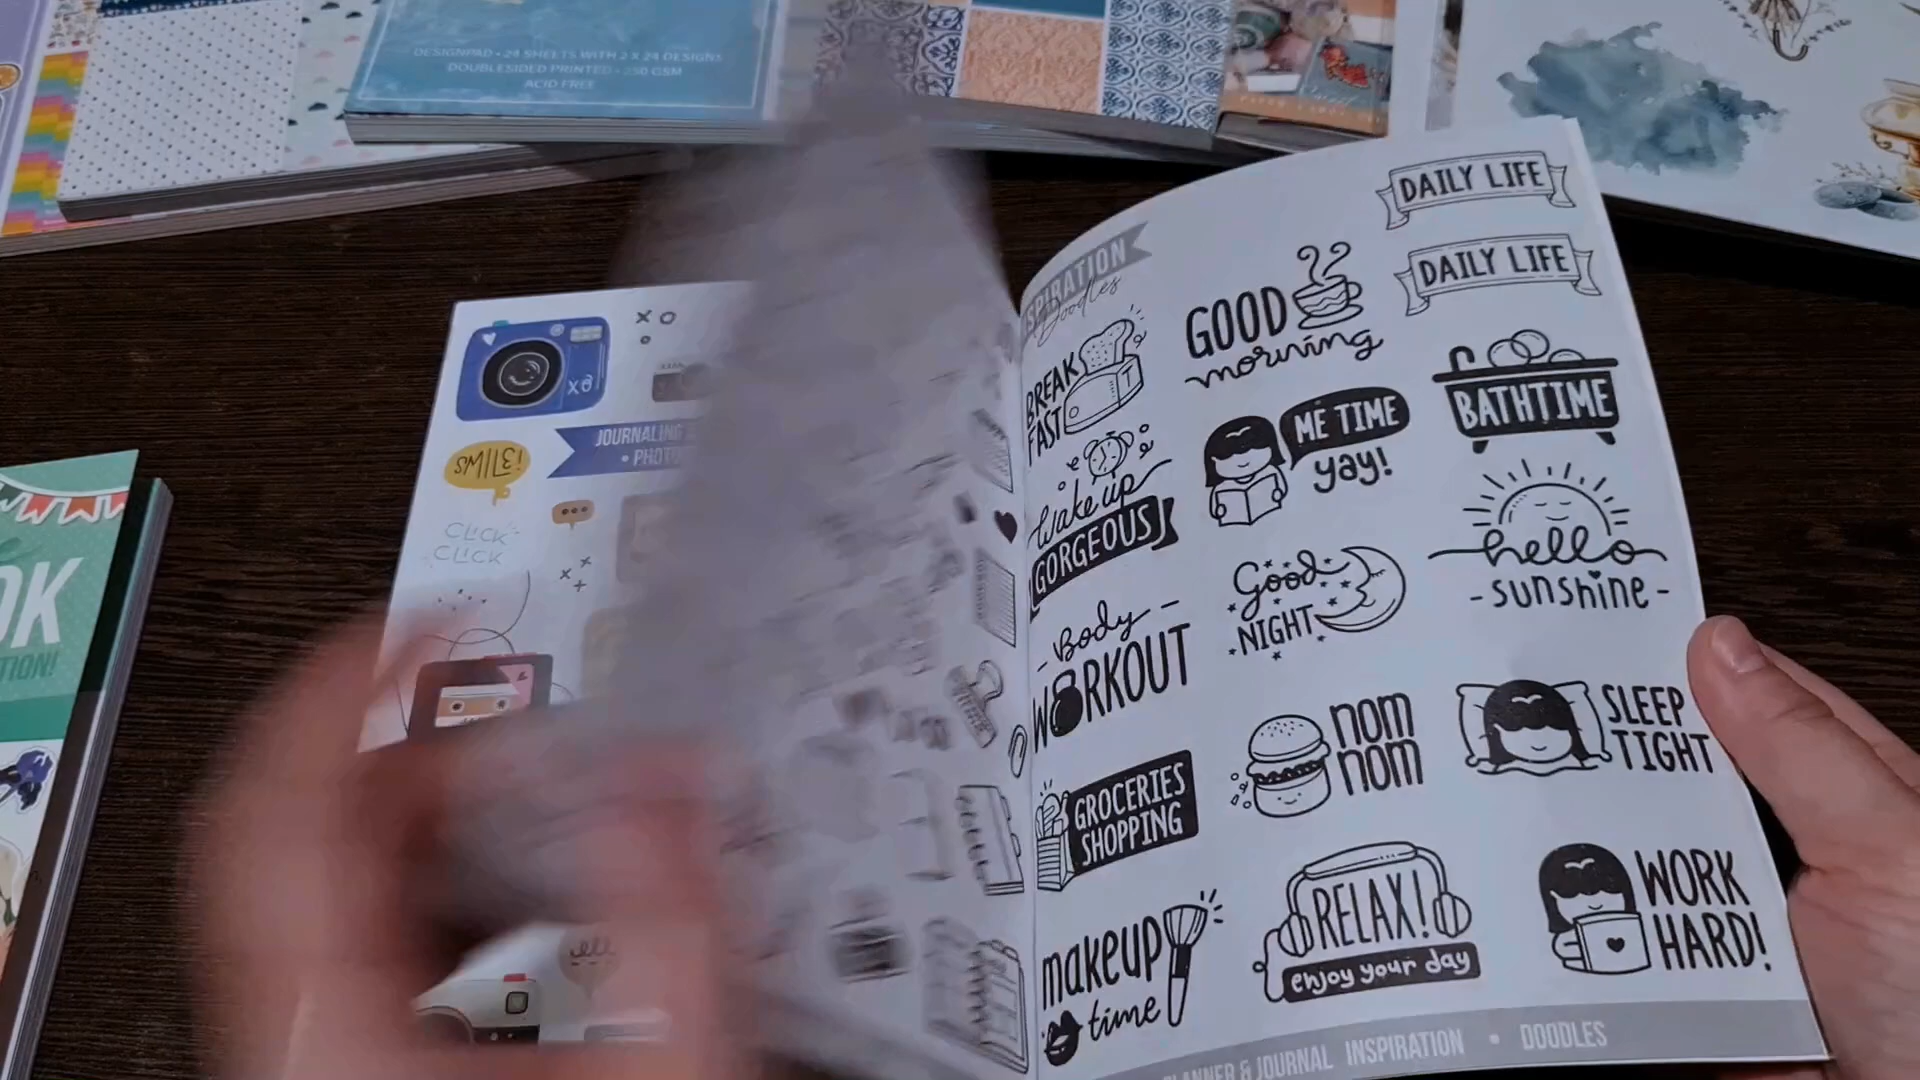 DESIGNPAD • 24 SHEETS WITH 2 X 24 DESIGNS
DOUBLESIDED PRINTED • 250 GSM
ACID FREE
OK
XO
XO
JOURNALING
• PHOTO
SMILE!
CLICK
CLICK
INSPIRATION
Doodles
DAILY LIFE
DAILY LIFE
BREAK
FAST
GOOD
morning
BATHTIME
ME TIME
yay!
Wake up
GORGEOUS
Good
NIGHT
hello
-sunshine-
-Body-
WORKOUT
nom
nom
SLEEP
TIGHT
GROCERIES
SHOPPING
makeup
time
RELAX!
enjoy your day
WORK
HARD!
PLANNER & JOURNAL INSPIRATION • DOODLES